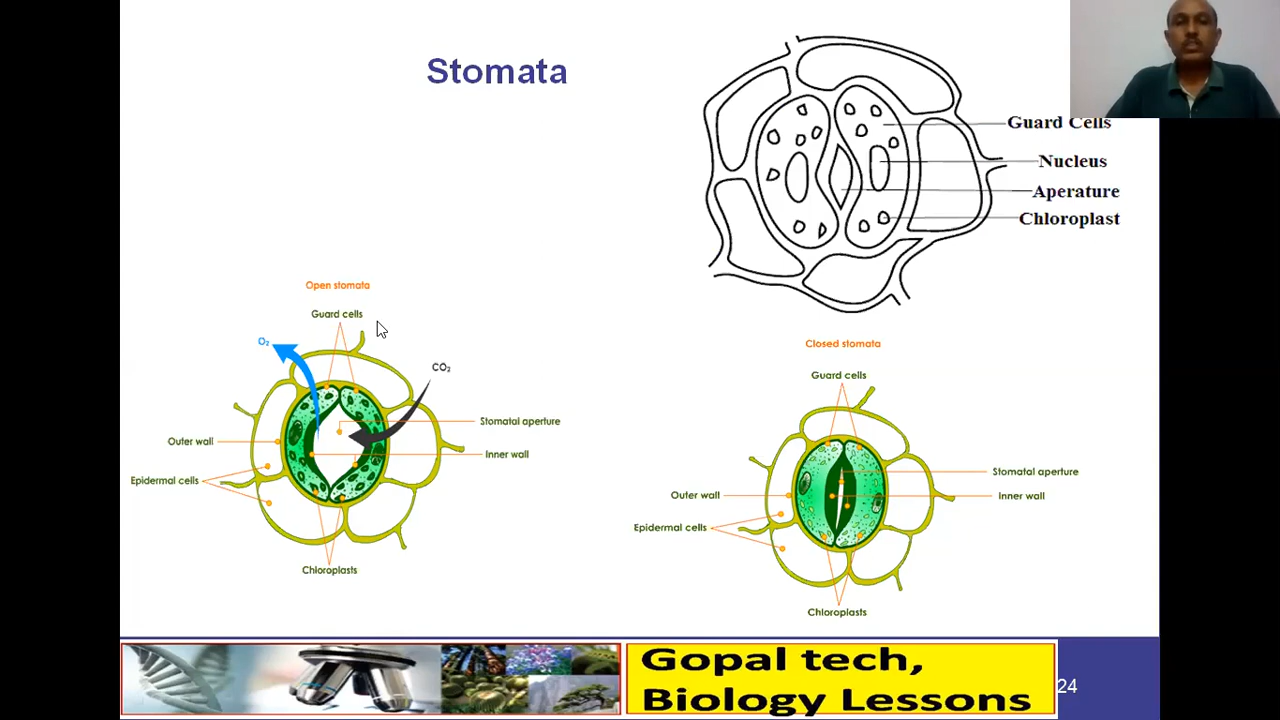 Stomata
Guard Cells
Nucleus
Aperature
Chloroplast
Open stomata
Guard cells
O₂
CO₂
Stomatal aperture
Outer wall
Inner wall
Epidermal cells
Chloroplasts
Closed stomata
Guard cells
Stomatal aperture
Outer wall
Inner wall
Epidermal cells
Chloroplasts
Gopal tech,
Biology Lessons
24